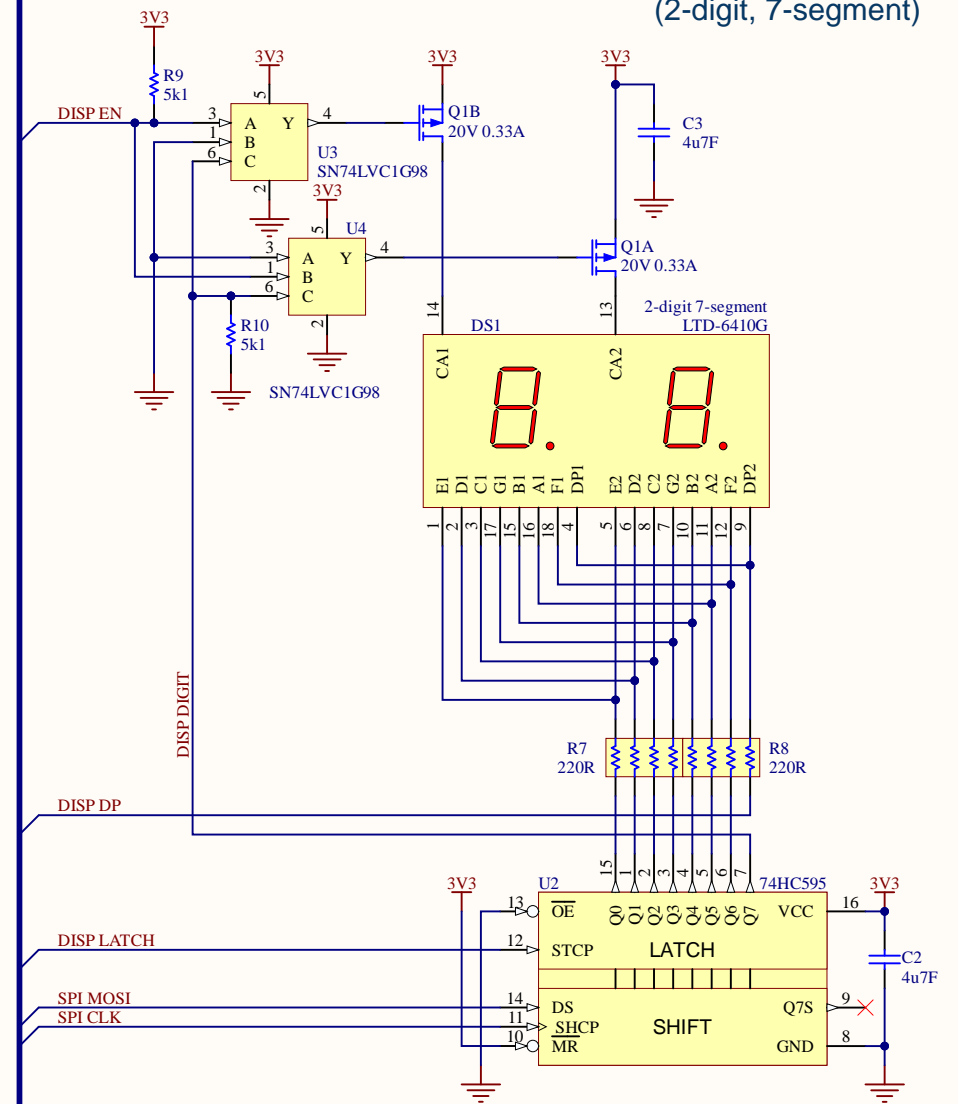 (2-digit, 7-segment)
3V3
R9
5k1
3V3
3V3
3V3
DISP EN
3 A Y 4
1 B
6 C
5
2
U3
SN74LVC1G98
Q1B
20V 0.33A
C3
4u7F
3V3
U4
5
3 A Y 4
1 B
6 C
2
Q1A
20V 0.33A
R10
5k1
SN74LVC1G98
14
13
2-digit 7-segment
DS1
LTD-6410G
CA1
CA2
8.
8.
E1 D1 C1 G1 B1 A1 F1 DP1 E2 D2 C2 G2 B2 A2 F2 DP2
1 2 3 17 15 16 18 4 5 6 8 7 10 11 12 9
DISP DIGIT
R7
220R
R8
220R
DISP DP
15 1 2 3 4 5 6 7
3V3
U2
74HC595
3V3
13 OE
Q0 Q1 Q2 Q3 Q4 Q5 Q6 Q7
VCC 16
DISP LATCH
12 STCP
LATCH
C2
4u7F
SPI MOSI
14 DS
Q7S 9
SPI CLK
11 SHCP
SHIFT
10 MR
GND 8